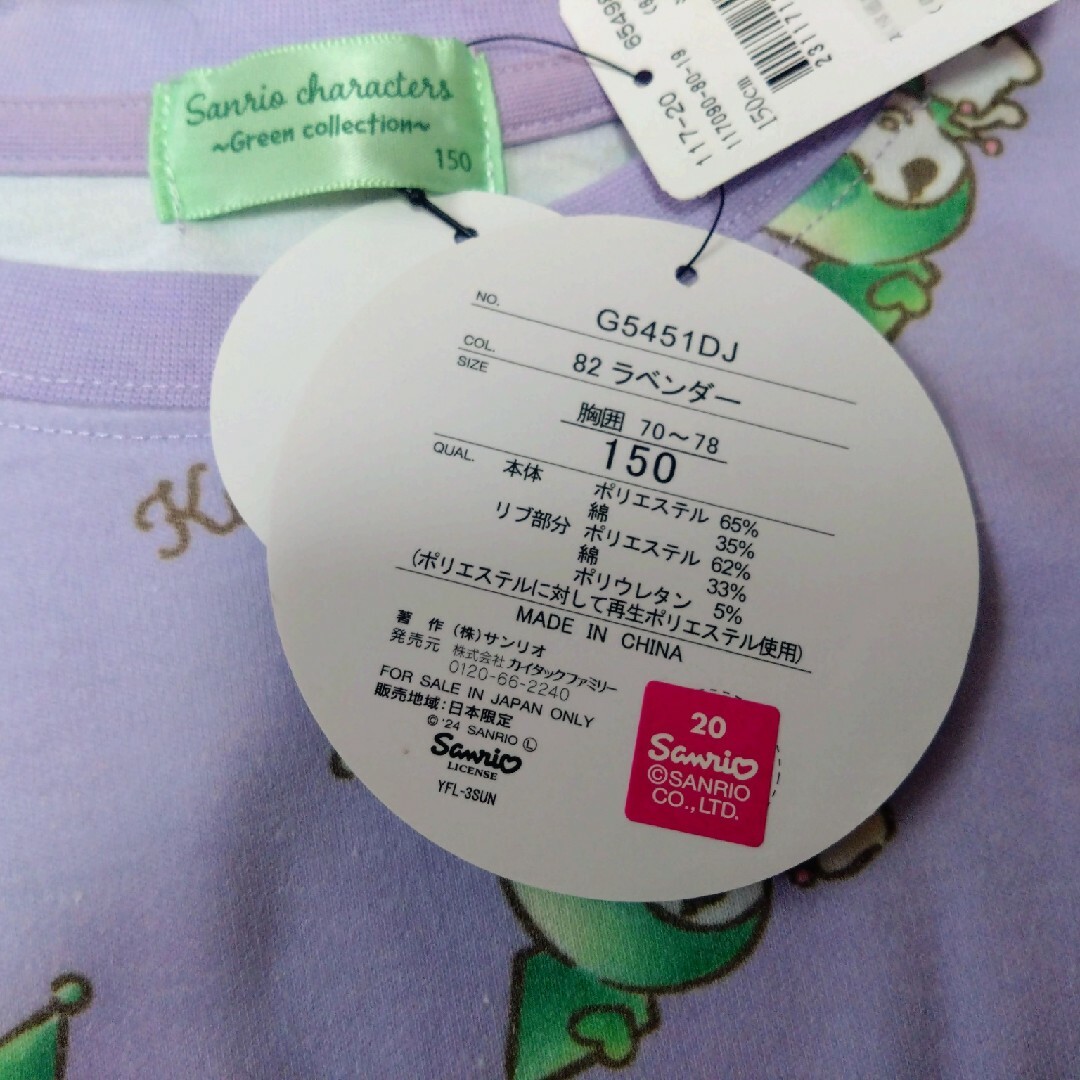 Sanrio characters
~Green collection~
150
117-20
117090-80-19
150cm
NO. G5451DJ
COL. 82 ラベンダー
SIZE 胸囲 70～78
150
QUAL. 本体 ポリエステル 65%
綿 35%
リブ部分 ポリエステル 62%
綿 33%
ポリウレタン 5%
(ポリエステルに対して再生ポリエステル使用)
MADE IN CHINA
著作 (株)サンリオ
発売元 株式会社カイタックファミリー
0120-66-2240
FOR SALE IN JAPAN ONLY
販売地域:日本限定
© '24 SANRIO Ⓛ
Sanrio
LICENSE
YFL-3SUN
20
Sanrio
©SANRIO
CO.,LTD.